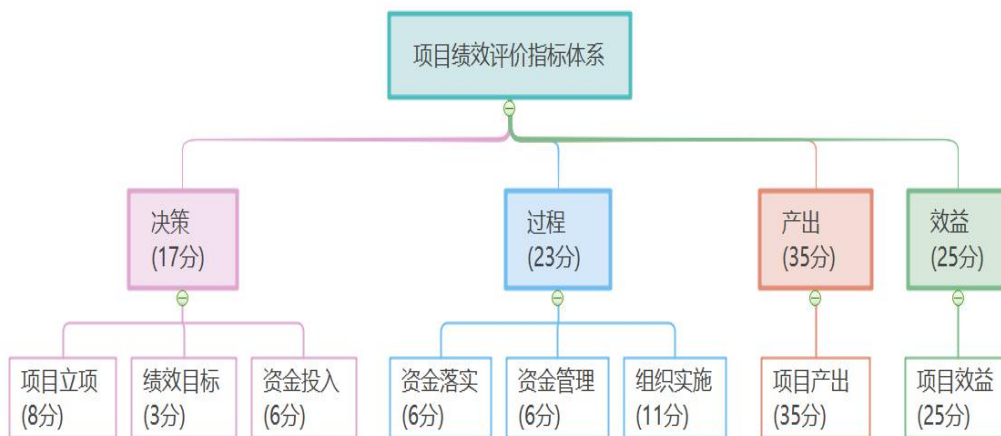 项目绩效评价指标体系
决策
(17分)
过程
(23分)
产出
(35分)
效益
(25分)
项目立项
(8分)
绩效目标
(3分)
资金投入
(6分)
资金落实
(6分)
资金管理
(6分)
组织实施
(11分)
项目产出
(35分)
项目效益
(25分)